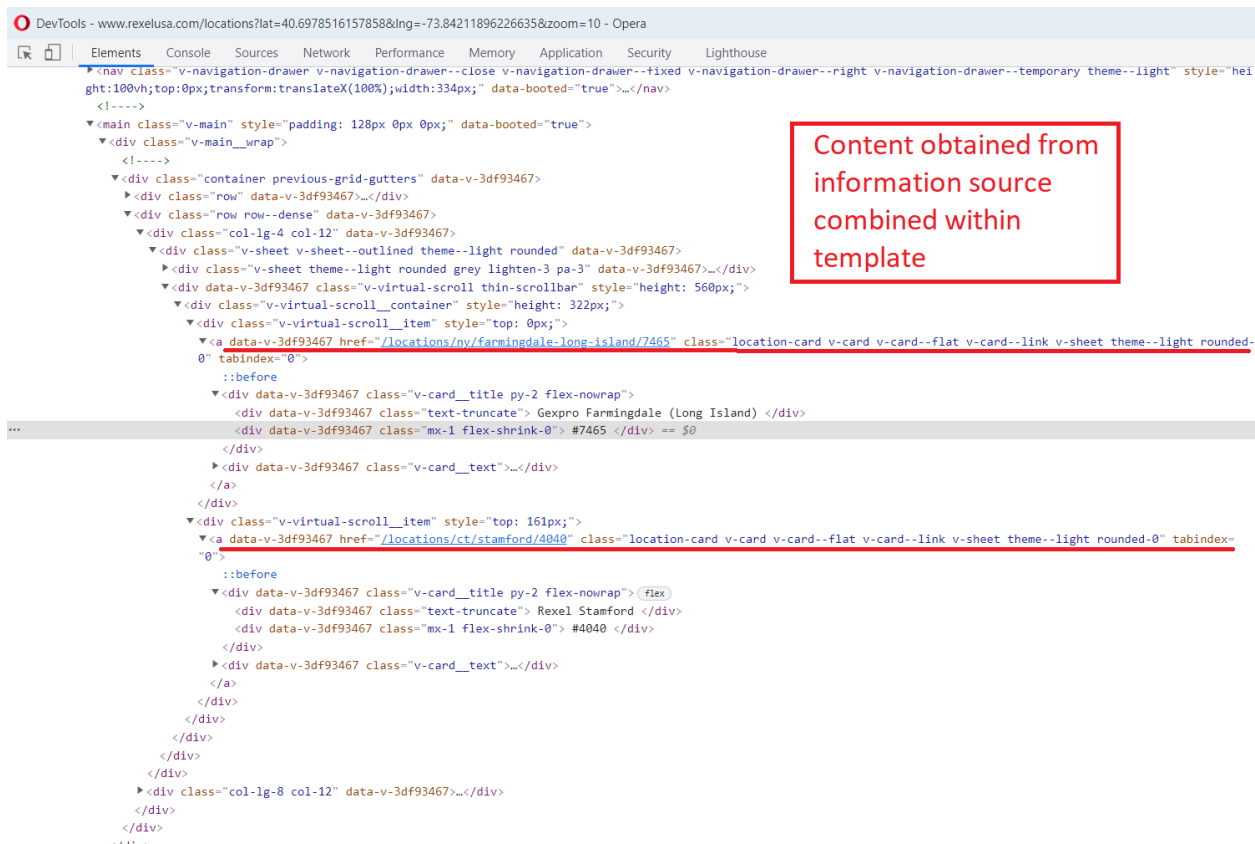 DevTools - www.rexelusa.com/locations?lat=40.6978516157858&lng=-73.84211896226635&zoom=10 - Opera
Elements Console Sources Network Performance Memory Application Security Lighthouse
<nav class="v-navigation-drawer v-navigation-drawer--close v-navigation-drawer--fixed v-navigation-drawer--right v-navigation-drawer--temporary theme--light" style="hei
ght:100vh;top:0px;transform:translateX(100%);width:334px;" data-booted="true">…</nav>
<!---->
<main class="v-main" style="padding: 128px 0px 0px;" data-booted="true">
<div class="v-main__wrap">
<!---->
<div class="container previous-grid-gutters" data-v-3df93467>
<div class="row" data-v-3df93467>…</div>
<div class="row row--dense" data-v-3df93467>
<div class="col-lg-4 col-12" data-v-3df93467>
<div class="v-sheet v-sheet--outlined theme--light rounded" data-v-3df93467>
<div class="v-sheet theme--light rounded grey lighten-3 pa-3" data-v-3df93467>…</div>
<div data-v-3df93467 class="v-virtual-scroll thin-scrollbar" style="height: 560px;">
<div class="v-virtual-scroll__container" style="height: 322px;">
<div class="v-virtual-scroll__item" style="top: 0px;">
<a data-v-3df93467 href="/locations/ny/farmingdale-long-island/7465" class="location-card v-card v-card--flat v-card--link v-sheet theme--light rounded-
0" tabindex="0">
::before
<div data-v-3df93467 class="v-card__title py-2 flex-nowrap">
<div data-v-3df93467 class="text-truncate"> Gexpro Farmingdale (Long Island) </div>
... <div data-v-3df93467 class="mx-1 flex-shrink-0"> #7465 </div> == $0
</div>
<div data-v-3df93467 class="v-card__text">…</div>
</a>
</div>
<div class="v-virtual-scroll__item" style="top: 161px;">
<a data-v-3df93467 href="/locations/ct/stamford/4040" class="location-card v-card v-card--flat v-card--link v-sheet theme--light rounded-0" tabindex=
"0">
::before
<div data-v-3df93467 class="v-card__title py-2 flex-nowrap"> flex
<div data-v-3df93467 class="text-truncate"> Rexel Stamford </div>
<div data-v-3df93467 class="mx-1 flex-shrink-0"> #4040 </div>
</div>
<div data-v-3df93467 class="v-card__text">…</div>
</a>
</div>
</div>
</div>
</div>
</div>
<div class="col-lg-8 col-12" data-v-3df93467>…</div>
</div>
</div>
</div>
Content obtained from
information source
combined within
template